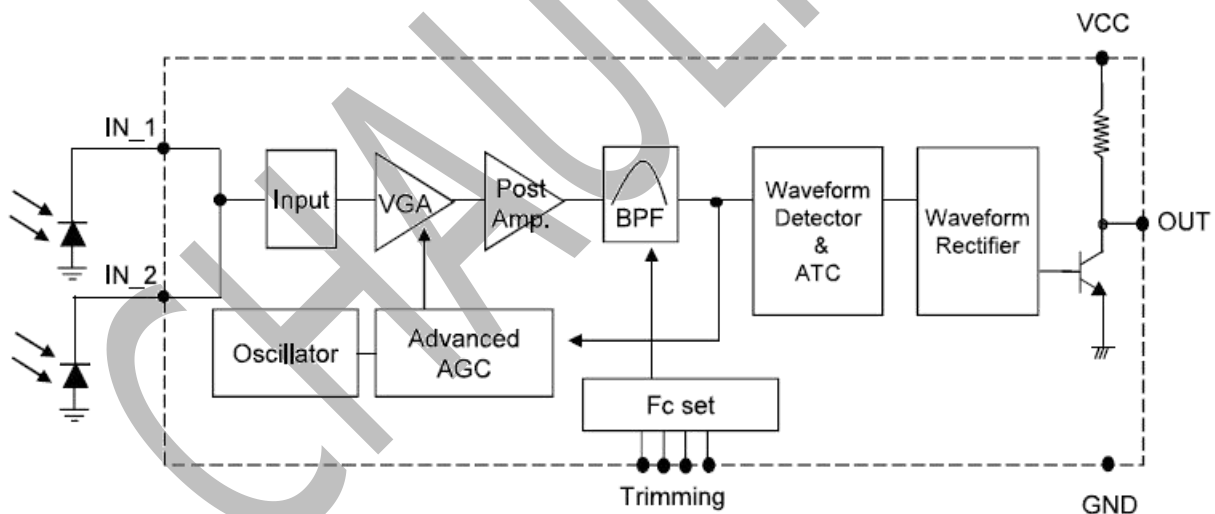 VCC
IN_1
Input
VGA
Post
Amp.
BPF
Waveform
Detector
&
ATC
Waveform
Rectifier
OUT
IN_2
Oscillator
Advanced
AGC
Fc set
Trimming
GND